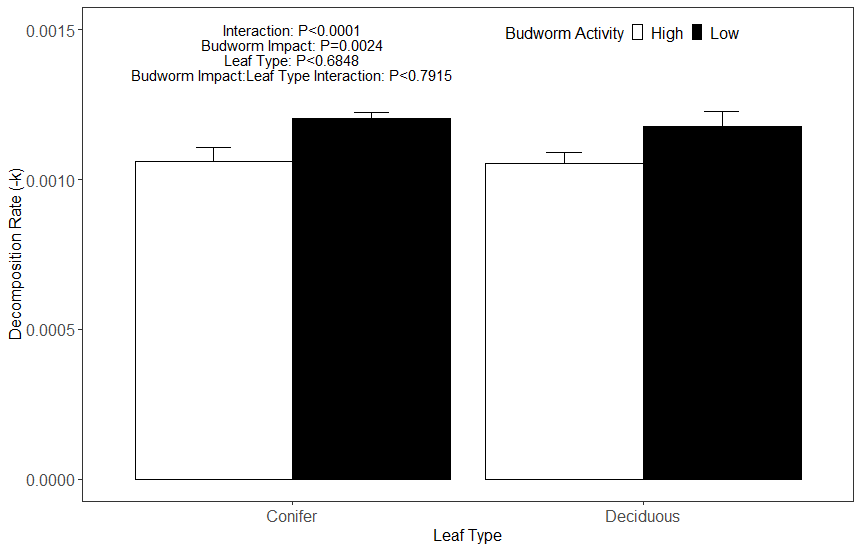 Interaction: P<0.0001
Budworm Impact: P=0.0024
Leaf Type: P<0.6848
Budworm Impact:Leaf Type Interaction: P<0.7915
Budworm Activity High Low
Decomposition Rate (-k)
0.0015
0.0010
0.0005
0.0000
Conifer Deciduous
Leaf Type